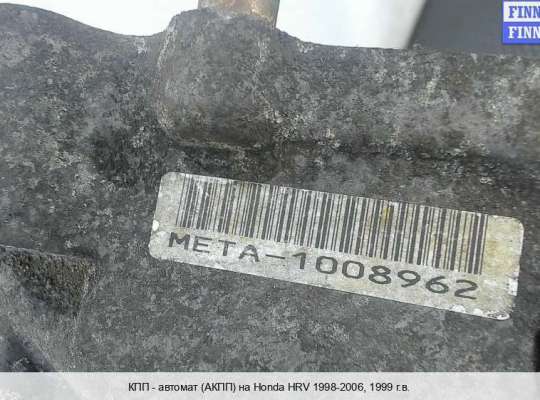 FINN
FINN
META-1008962
КПП - автомат (АКПП) на Honda HRV 1998-2006, 1999 г.в.